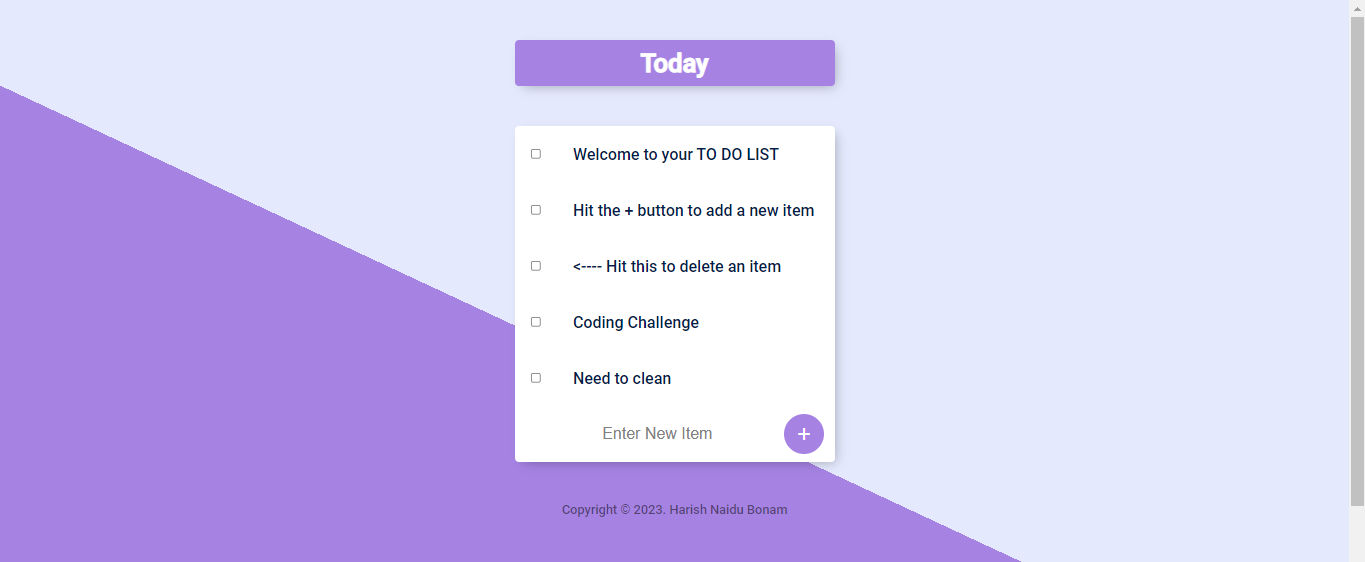 Today
Welcome to your TO DO LIST
Hit the + button to add a new item
<---- Hit this to delete an item
Coding Challenge
Need to clean
Enter New Item
+
Copyright © 2023. Harish Naidu Bonam